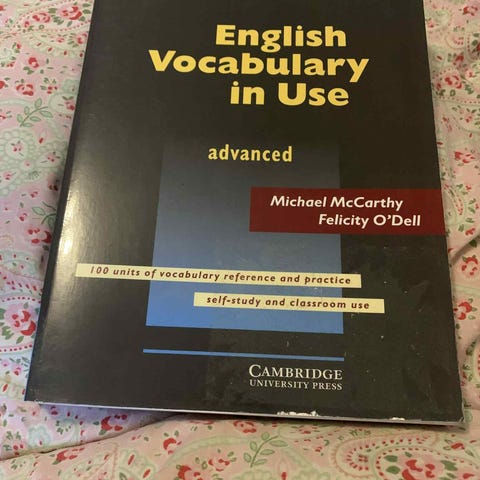 English
Vocabulary
in Use
advanced
Michael McCarthy
Felicity O'Dell
100 units of vocabulary reference and practice
self-study and classroom use
CAMBRIDGE
UNIVERSITY PRESS